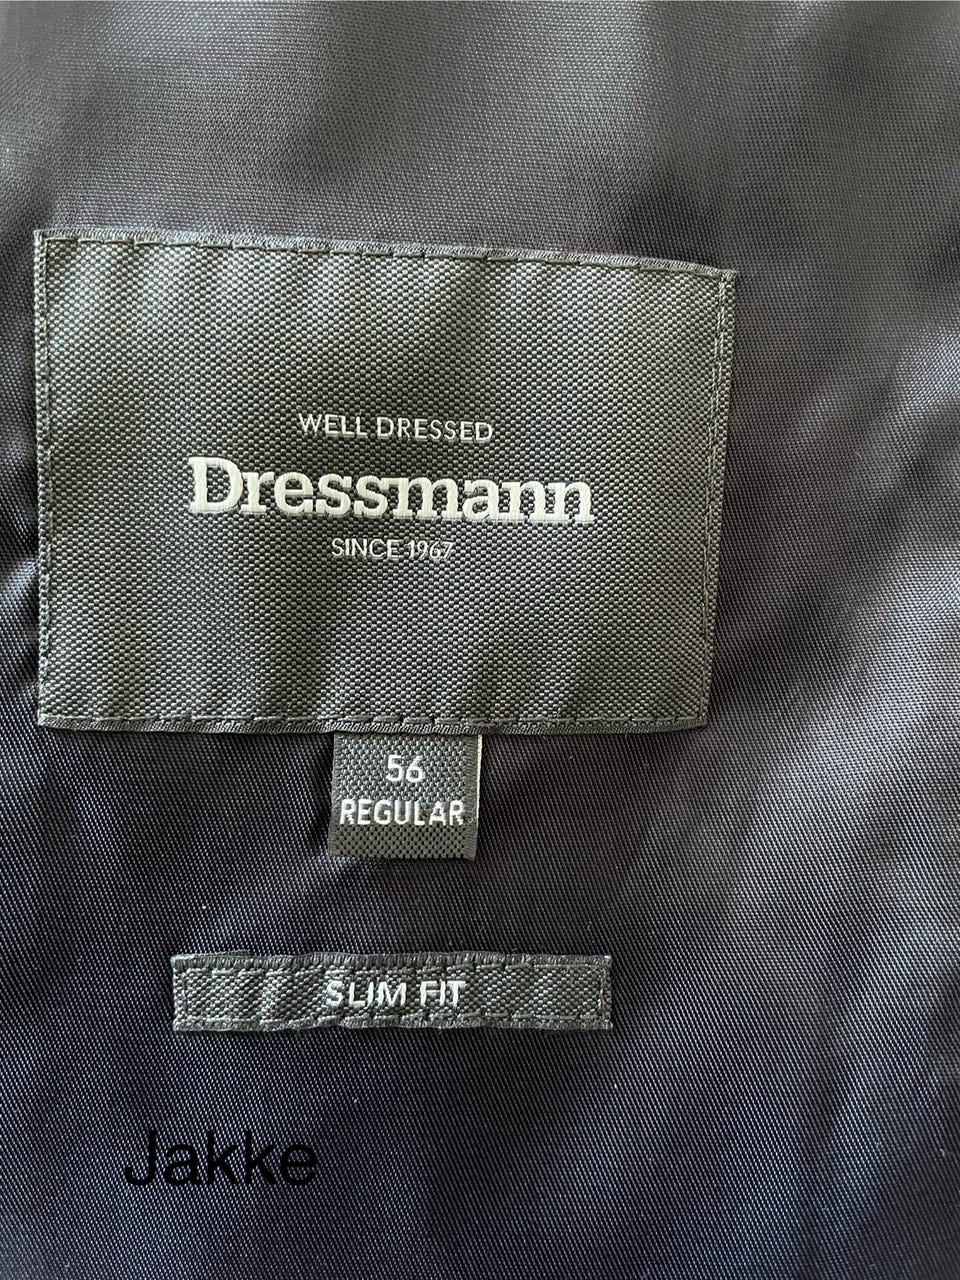 WELL DRESSED
Dressmann
SINCE 1967
56
REGULAR
SLIM FIT
Jakke